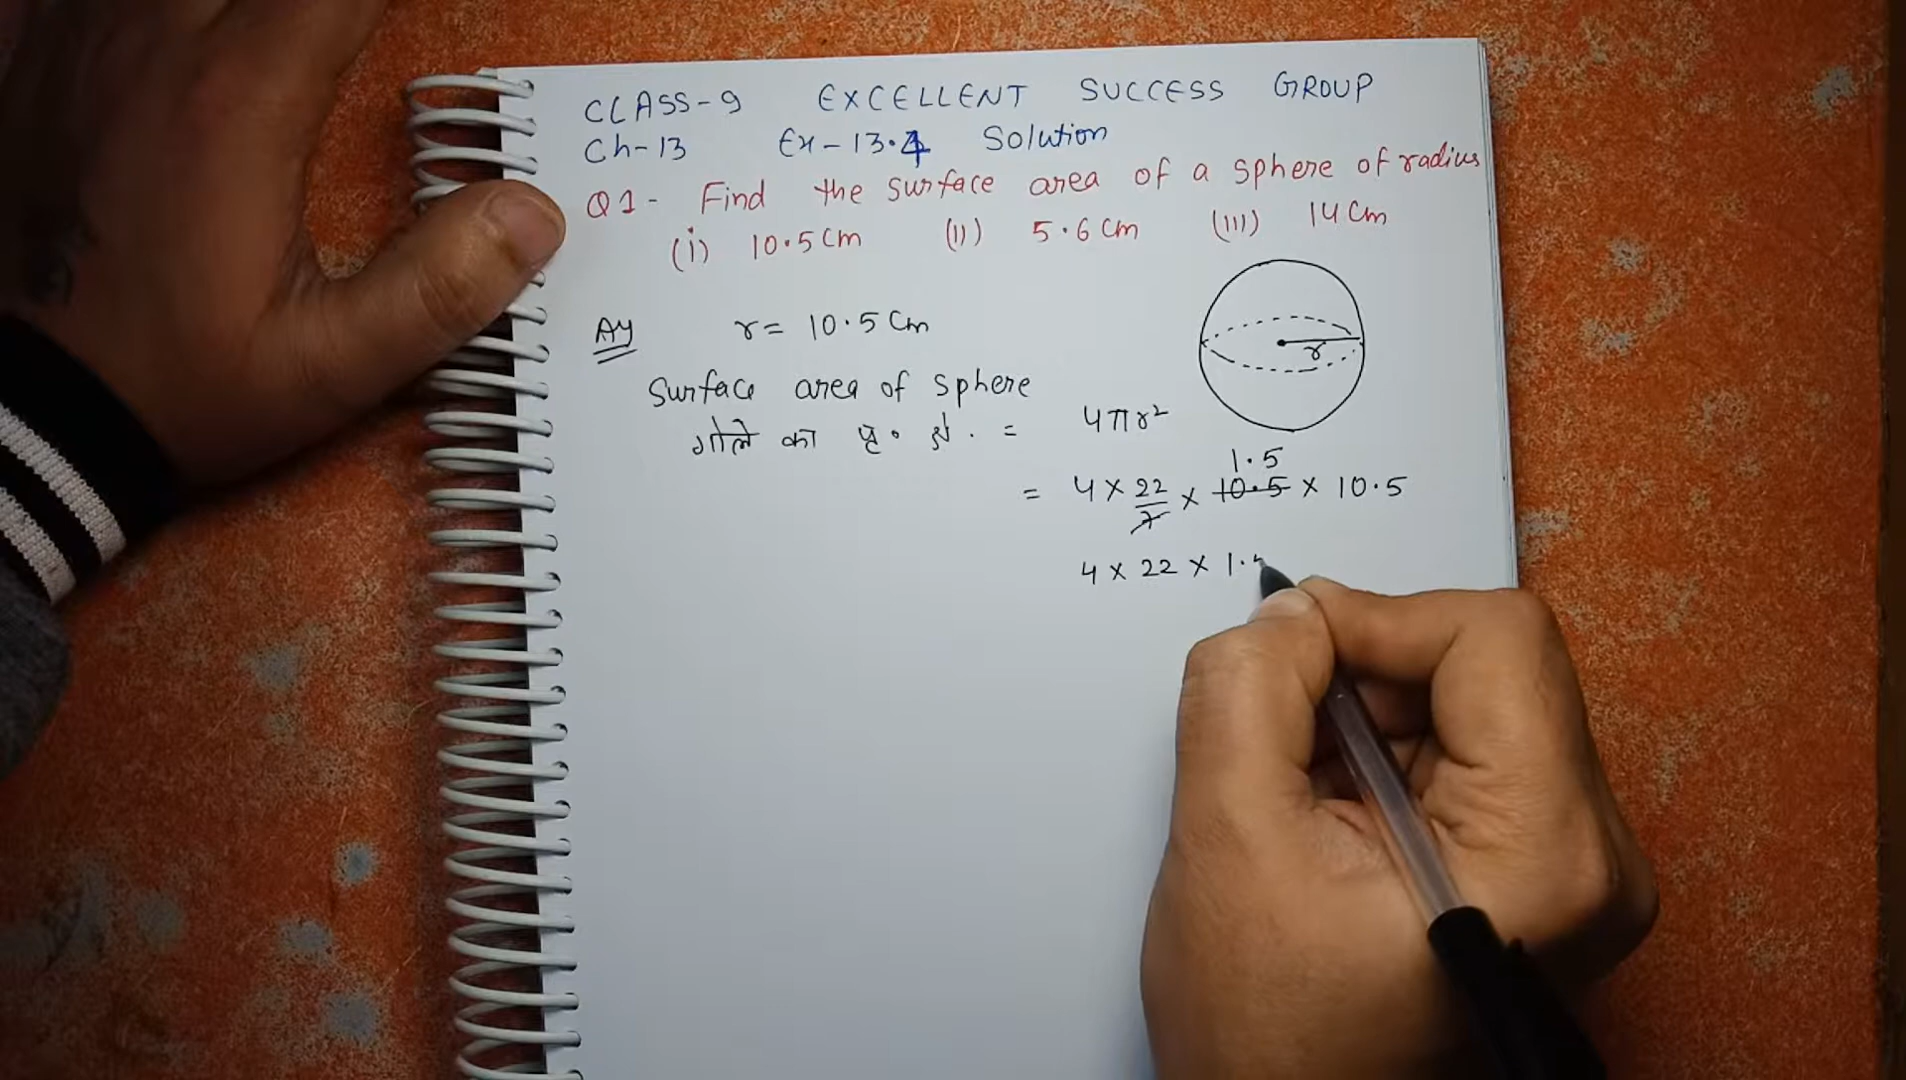 CLASS-9 EXCELLENT SUCCESS GROUP
Ch-13 Ex-13.4 Solution
Q1- Find the surface area of a sphere of radius
(i) 10.5 Cm (II) 5.6 Cm (III) 14 Cm
r = 10.5 Cm
r
Surface area of sphere
गोले का पृ० क्षे. = 4πr²
1.5
= 4 × 22/7 × 10.5 × 10.5
4 × 22 × 1.